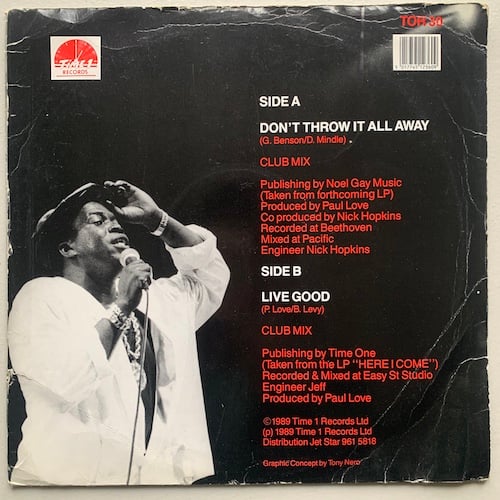 TIME 1
RECORDS
TOR 30
SIDE A
DON'T THROW IT ALL AWAY
(G. Benson/D. Mindle)
CLUB MIX
Publishing by Noel Gay Music
(Taken from forthcoming LP)
Produced by Paul Love
Co produced by Nick Hopkins
Recorded at Beethoven
Mixed at Pacific
Engineer Nick Hopkins
SIDE B
LIVE GOOD
(P. Love/B. Levy)
CLUB MIX
Publishing by Time One
(Taken from the LP "HERE I COME")
Recorded & Mixed at Easy St Studio
Engineer Jeff
Produced by Paul Love
©1989 Time 1 Records Ltd
(p) 1989 Time 1 Records Ltd
Distribution Jet Star 961 5818
Graphic Concept by Tony Nero